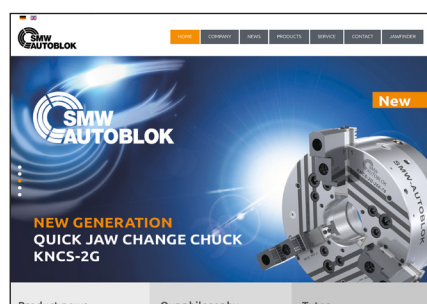 SMW
AUTOBLOK
HOME
COMPANY
NEWS
PRODUCTS
SERVICE
CONTACT
JAWFINDER
SMW
AUTOBLOK
New
SMW-AUTOBLOK
NEW GENERATION
QUICK JAW CHANGE CHUCK
KNCS-2G